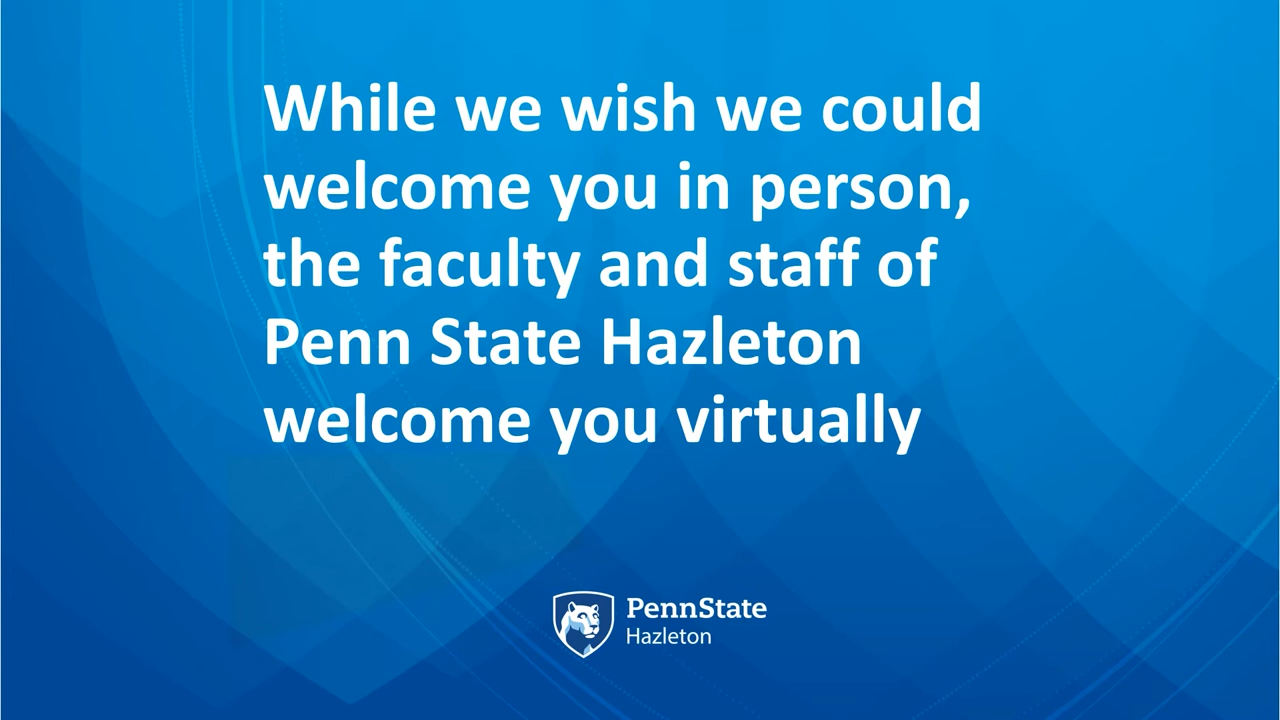 While we wish we could
welcome you in person,
the faculty and staff of
Penn State Hazleton
welcome you virtually
PennState
Hazleton